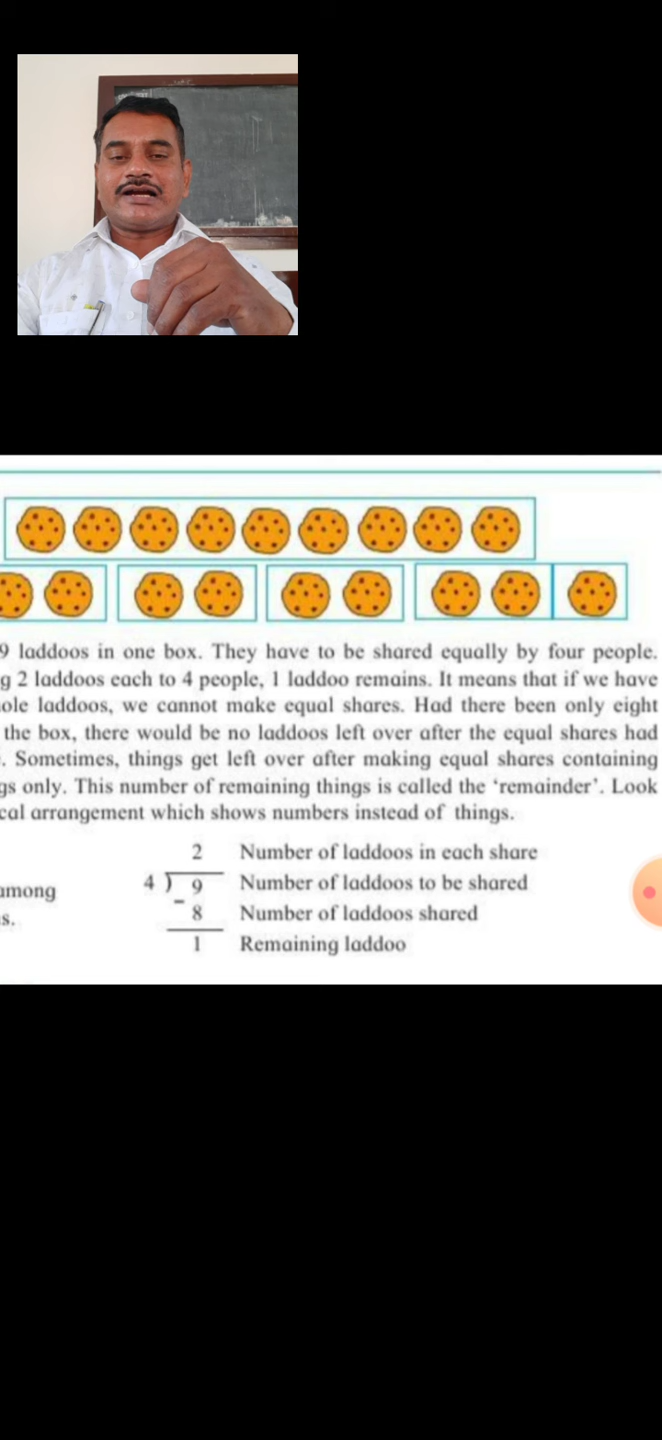 9 laddoos in one box. They have to be shared equally by four people.
g 2 laddoos each to 4 people, 1 laddoo remains. It means that if we have
ole laddoos, we cannot make equal shares. Had there been only eight
the box, there would be no laddoos left over after the equal shares had
. Sometimes, things get left over after making equal shares containing
gs only. This number of remaining things is called the ‘remainder’. Look
cal arrangement which shows numbers instead of things.
2 Number of laddoos in each share
among
4 ) 9 Number of laddoos to be shared
s.
- 8 Number of laddoos shared
1 Remaining laddoo